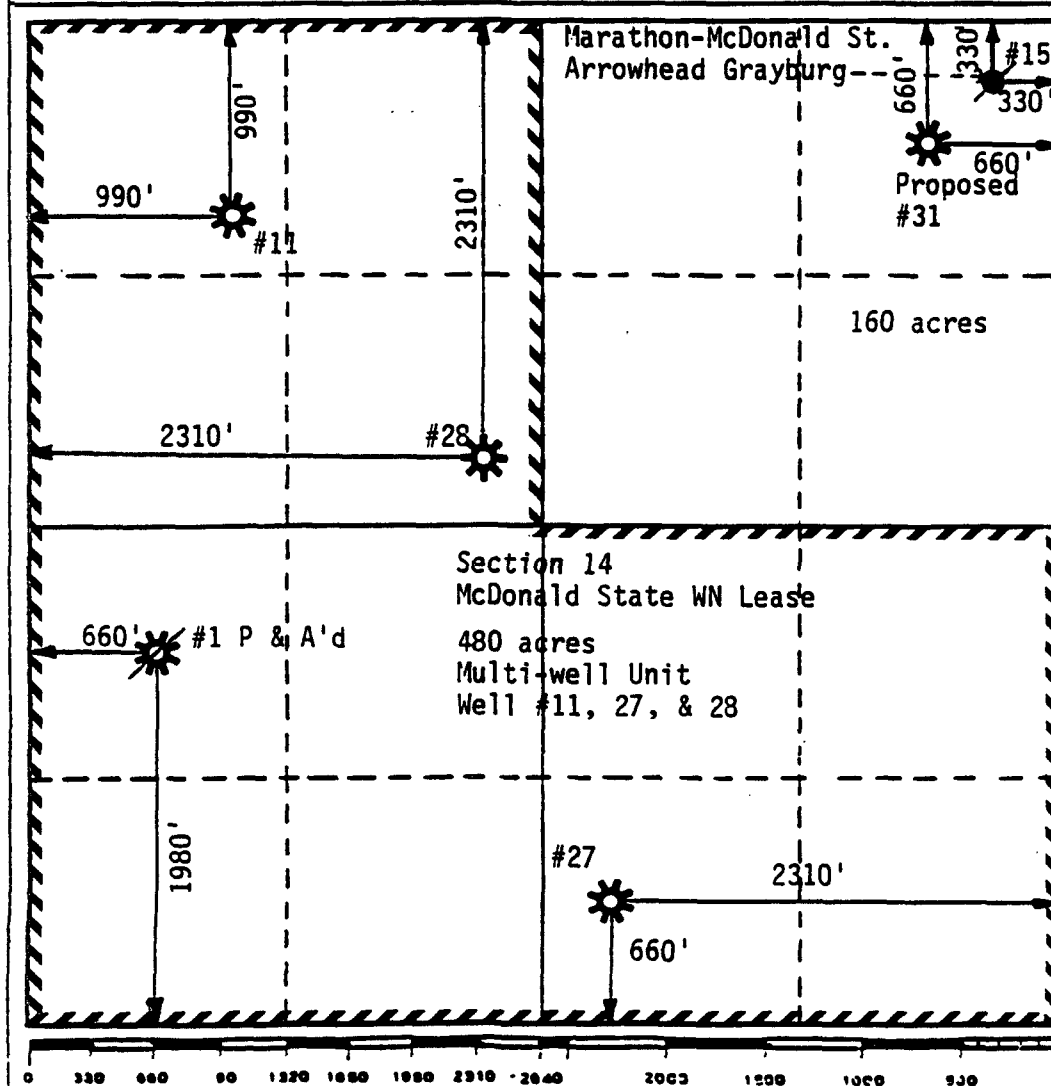 Marathon-McDonald St.
Arrowhead Grayburg--
330'
#15
660'
330'
990'
660'
Proposed
#31
990'
#11
2310'
160 acres
2310'
#28
Section 14
McDonald State WN Lease
660'
#1 P & A'd
480 acres
Multi-well Unit
Well #11, 27, & 28
1980'
#27
2310'
660'
0 330 660 90 1320 1650 1980 2310 2640 2000 1500 1000 500